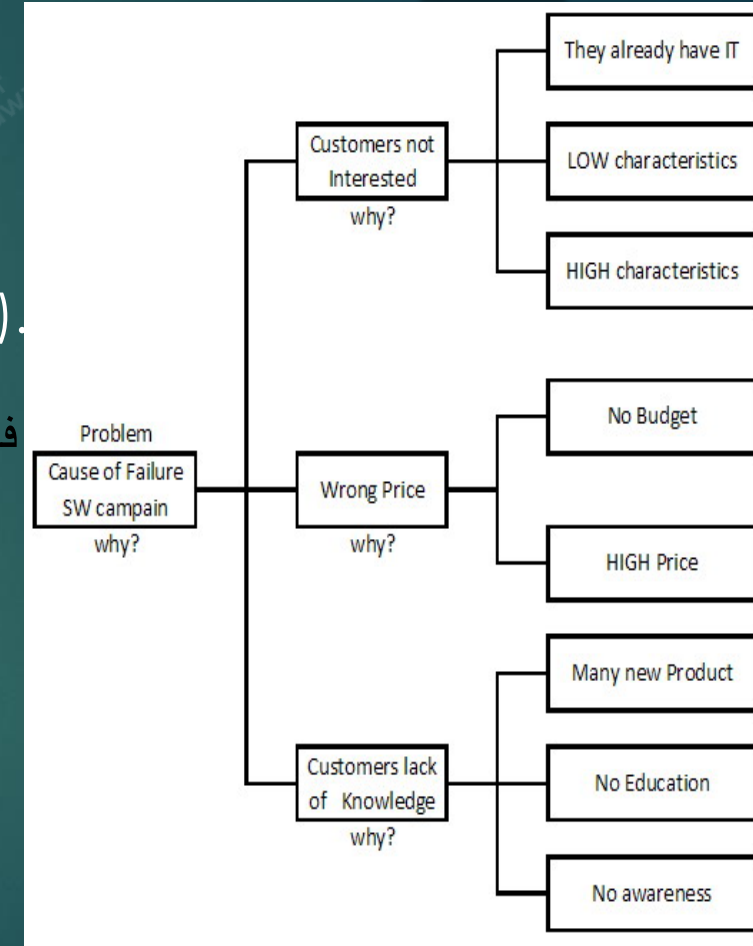 They already have IT
Customers not
Interested
why?
LOW characteristics
HIGH characteristics
).
Problem
Cause of Failure
SW campain
why?
Wrong Price
why?
No Budget
HIGH Price
Customers lack
of Knowledge
why?
Many new Product
No Education
No awareness